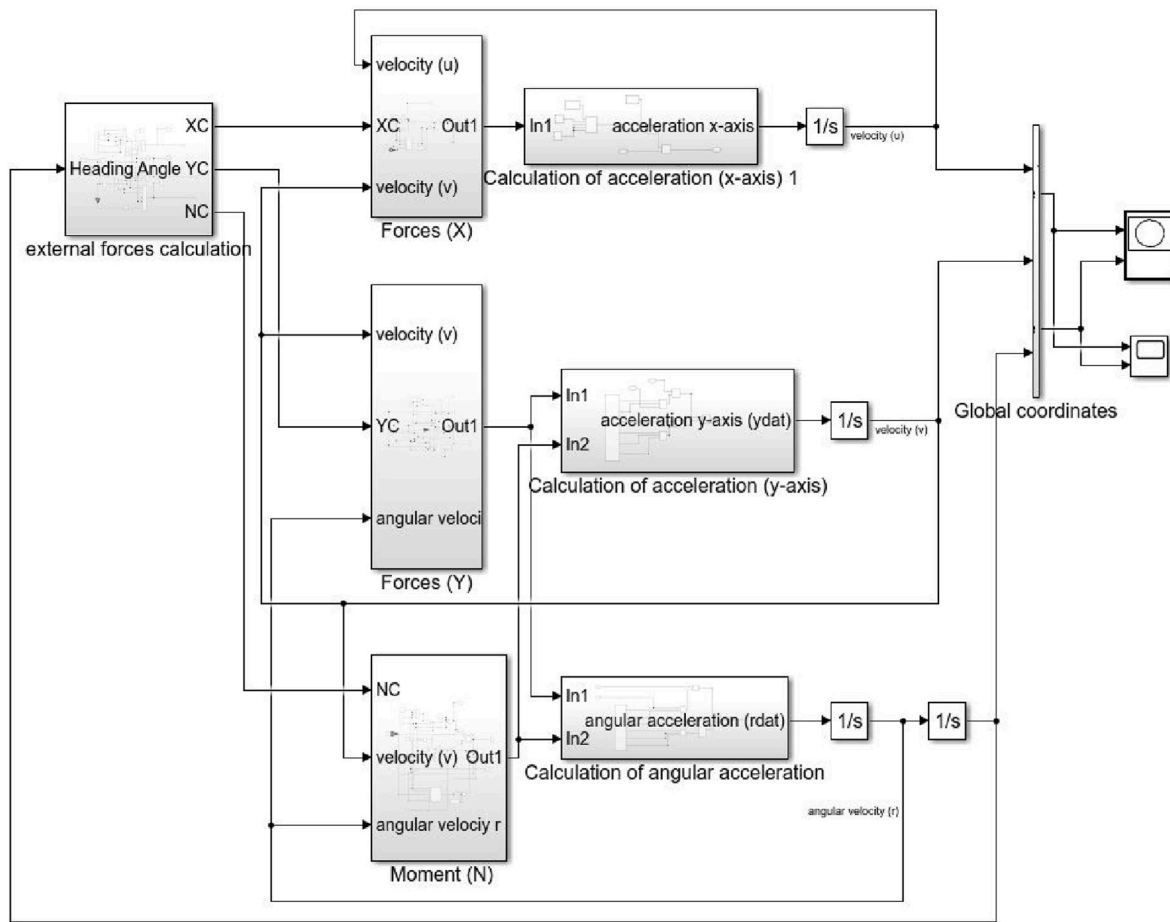 velocity (u)
XC
Out1
velocity (v)
Forces (X)
In1
acceleration x-axis
Calculation of acceleration (x-axis) 1
1/s
velocity (u)
XC
Heading Angle YC
NC
external forces calculation
velocity (v)
YC
Out1
angular veloci
Forces (Y)
In1
acceleration y-axis (ydat)
In2
Calculation of acceleration (y-axis)
1/s
velocity (v)
Global coordinates
NC
velocity (v)
Out1
angular velociy r
Moment (N)
In1
angular acceleration (rdat)
In2
Calculation of angular acceleration
1/s
1/s
angular velocity (r)